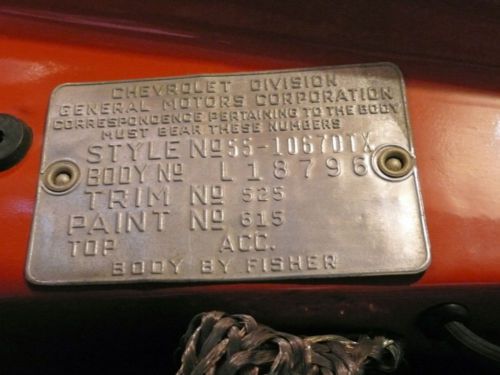 CHEVROLET DIVISION
GENERAL MOTORS CORPORATION
CORRESPONDENCE PERTAINING TO THE BODY
MUST BEAR THESE NUMBERS
STYLE Nº 55-1067DTX
BODY Nº L18796
TRIM Nº 525
PAINT Nº 615
TOP ACC.
BODY BY FISHER